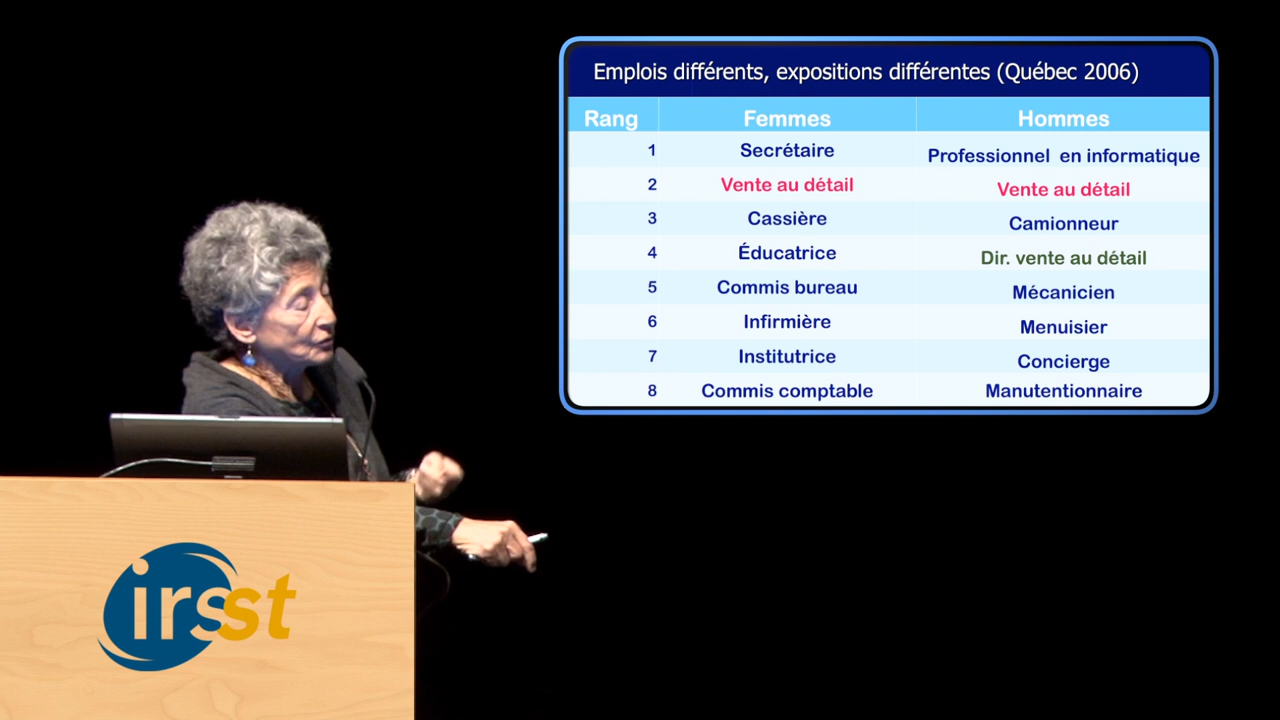 Emplois différents, expositions différentes (Québec 2006)
Rang Femmes Hommes
1 Secrétaire Professionnel en informatique
2 Vente au détail Vente au détail
3 Cassière Camionneur
4 Éducatrice Dir. vente au détail
5 Commis bureau Mécanicien
6 Infirmière Menuisier
7 Institutrice Concierge
8 Commis comptable Manutentionnaire
irsst